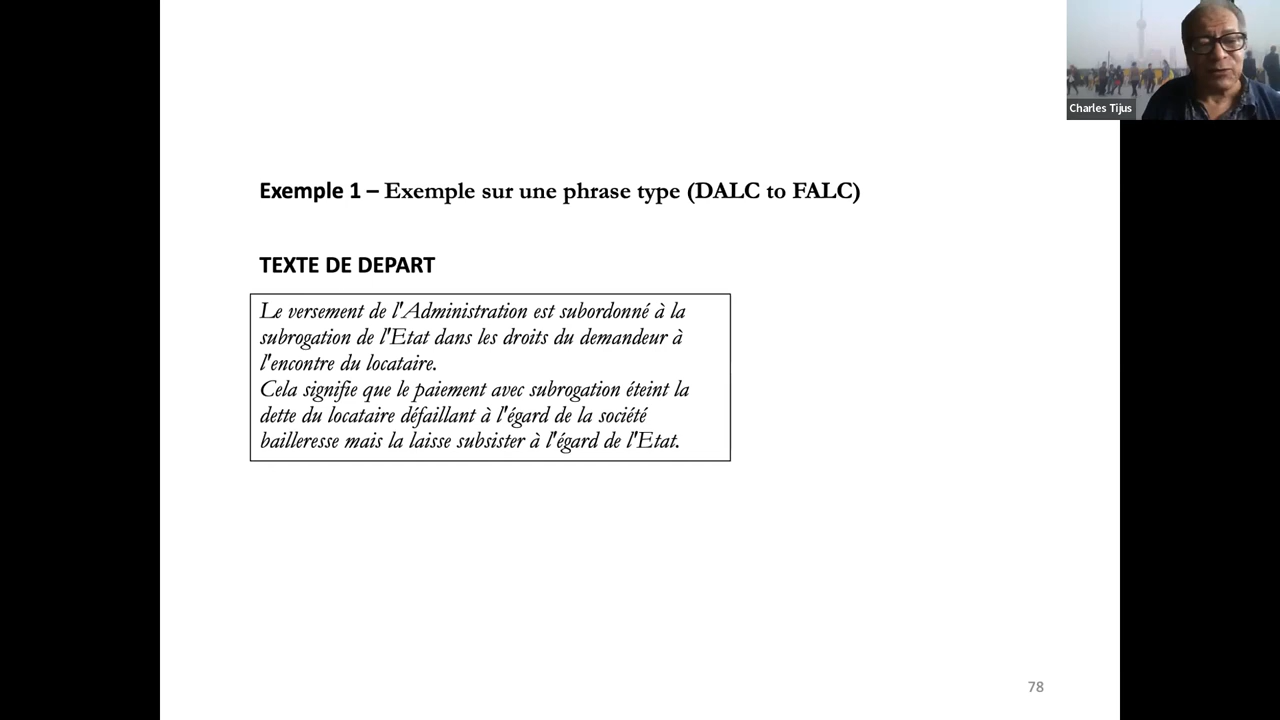 Charles Tijus
Exemple 1 – Exemple sur une phrase type (DALC to FALC)
TEXTE DE DEPART
Le versement de l'Administration est subordonné à la
subrogation de l'Etat dans les droits du demandeur à
l'encontre du locataire.
Cela signifie que le paiement avec subrogation éteint la
dette du locataire défaillant à l'égard de la société
bailleresse mais la laisse subsister à l'égard de l'Etat.
78